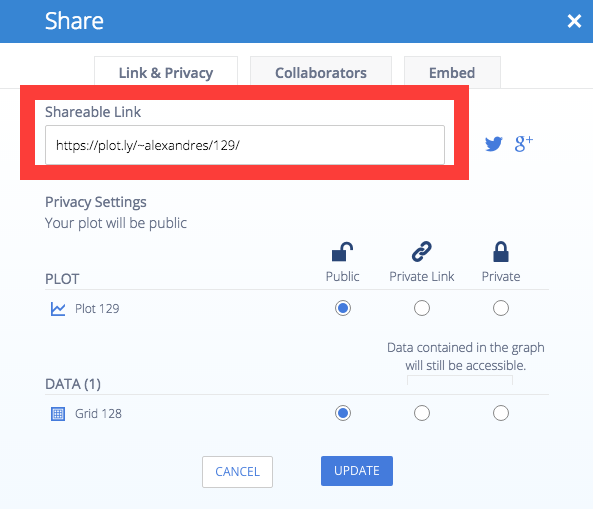 Share
Link & Privacy Collaborators Embed
Shareable Link
https://plot.ly/~alexandres/129/
g+
Privacy Settings
Your plot will be public
PLOT Public Private Link Private
Plot 129
Data contained in the graph
will still be accessible.
DATA (1)
Grid 128
CANCEL UPDATE